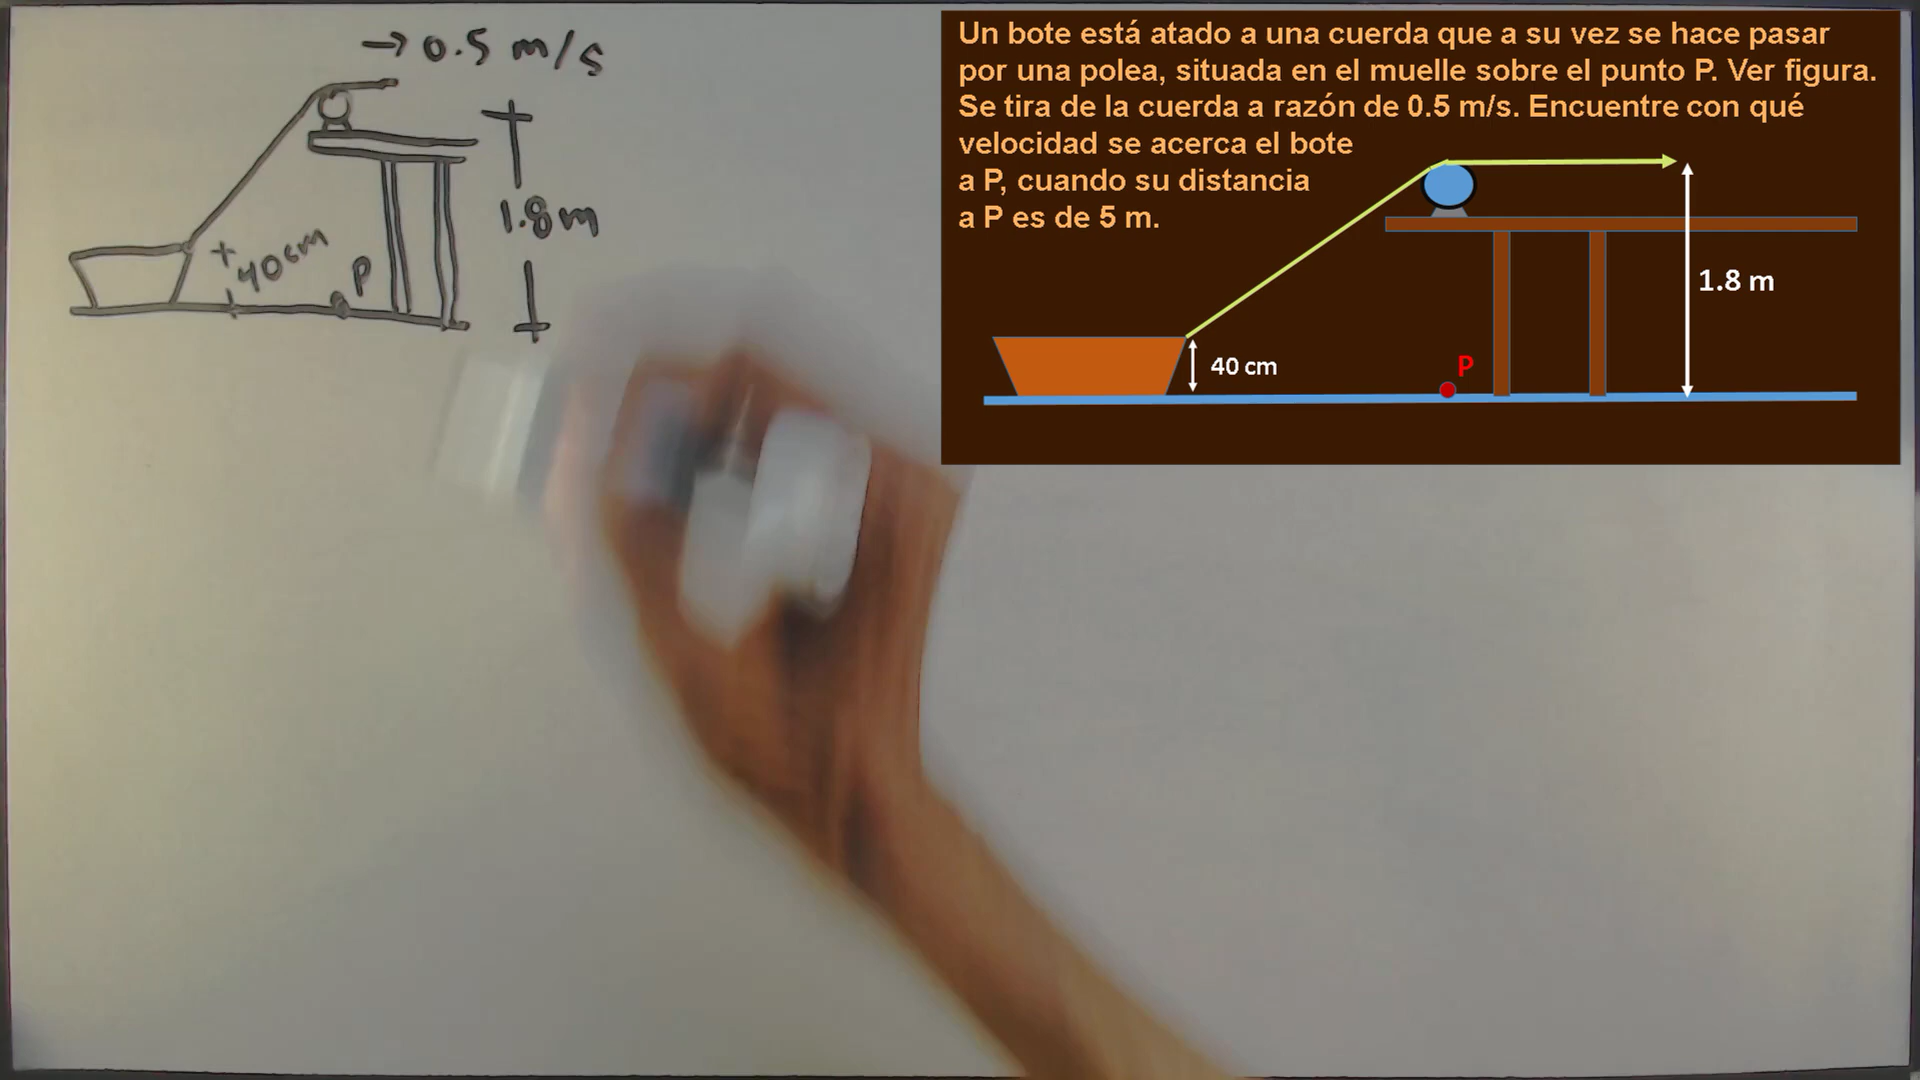 → 0.5 m/s
1.8m
40cm
P
Un bote está atado a una cuerda que a su vez se hace pasar
por una polea, situada en el muelle sobre el punto P. Ver figura.
Se tira de la cuerda a razón de 0.5 m/s. Encuentre con qué
velocidad se acerca el bote
a P, cuando su distancia
a P es de 5 m.
1.8 m
40 cm
P